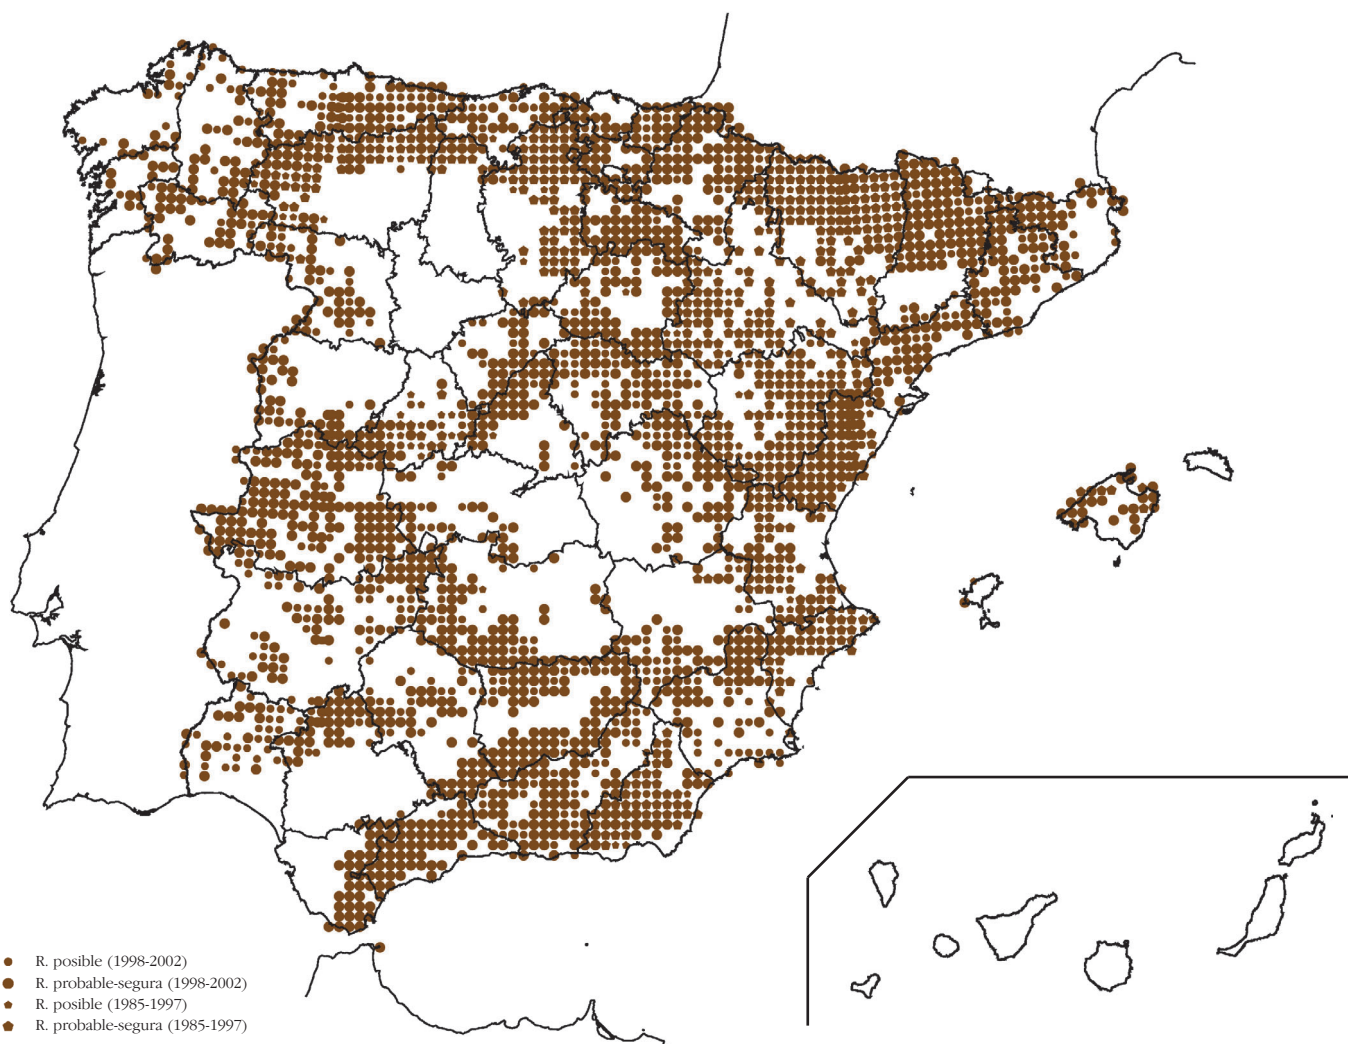 R. posible (1998-2002)
R. probable-segura (1998-2002)
R. posible (1985-1997)
R. probable-segura (1985-1997)